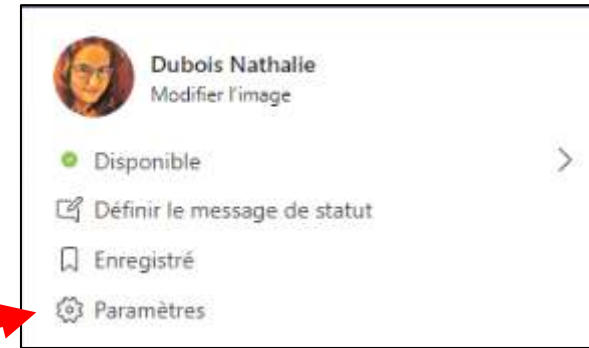 Dubois Nathalie
Modifier l'image
Disponible
Définir le message de statut
Enregistré
Paramètres